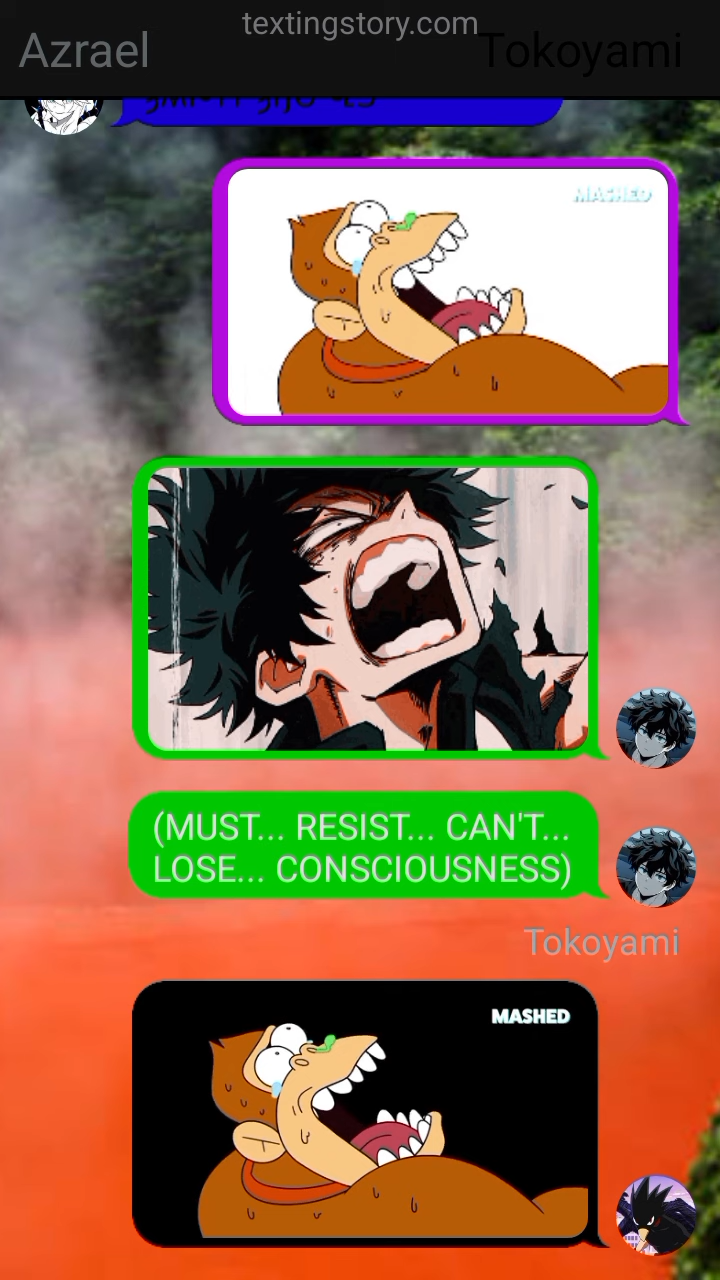 textingstory.com
Azrael
Tokoyami
MASHED
(MUST... RESIST... CAN'T...
LOSE... CONSCIOUSNESS)
Tokoyami
MASHED